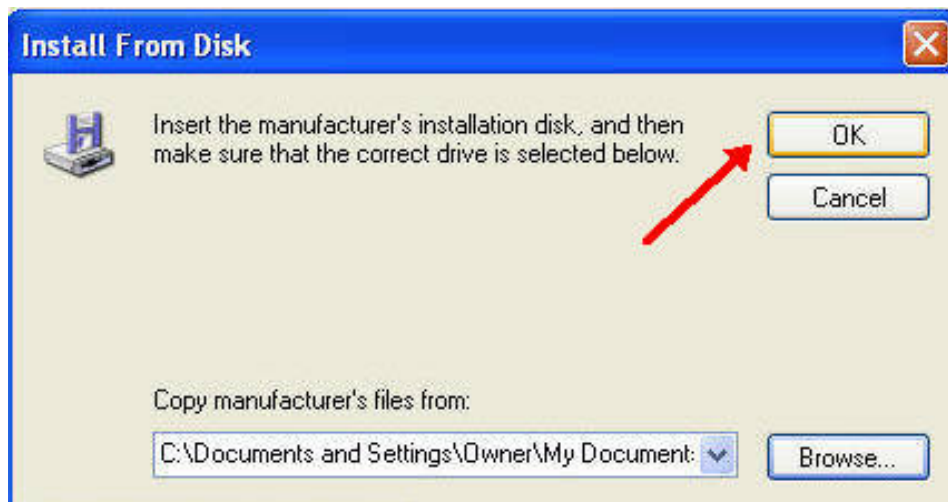 Install From Disk
Insert the manufacturer's installation disk, and then
make sure that the correct drive is selected below.
OK
Cancel
Copy manufacturer's files from:
C:\Documents and Settings\Owner\My Document:
Browse...